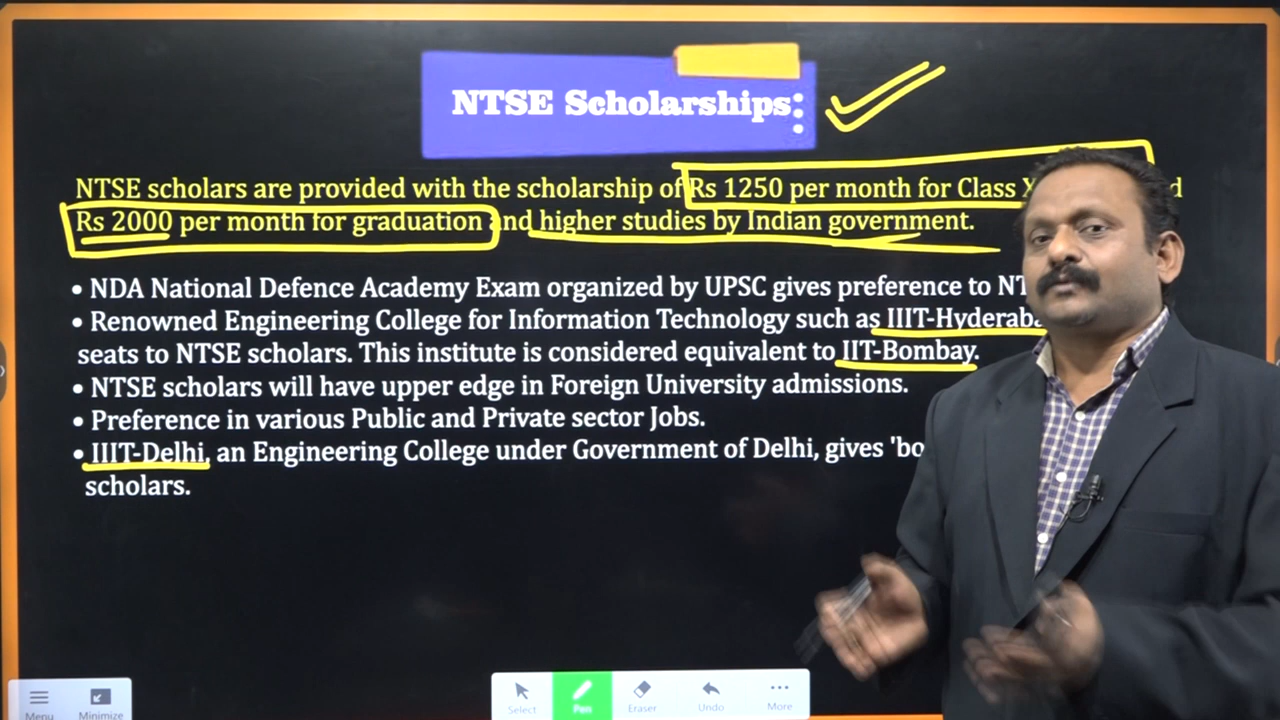 NTSE Scholarships:
NTSE scholars are provided with the scholarship of Rs 1250 per month for Class X
Rs 2000 per month for graduation and higher studies by Indian government.
• NDA National Defence Academy Exam organized by UPSC gives preference to NT
• Renowned Engineering College for Information Technology such as IIIT-Hyderaba
seats to NTSE scholars. This institute is considered equivalent to IIT-Bombay.
• NTSE scholars will have upper edge in Foreign University admissions.
• Preference in various Public and Private sector Jobs.
• IIIT-Delhi, an Engineering College under Government of Delhi, gives 'bo
scholars.
Menu Minimize Select Pen Eraser Undo More